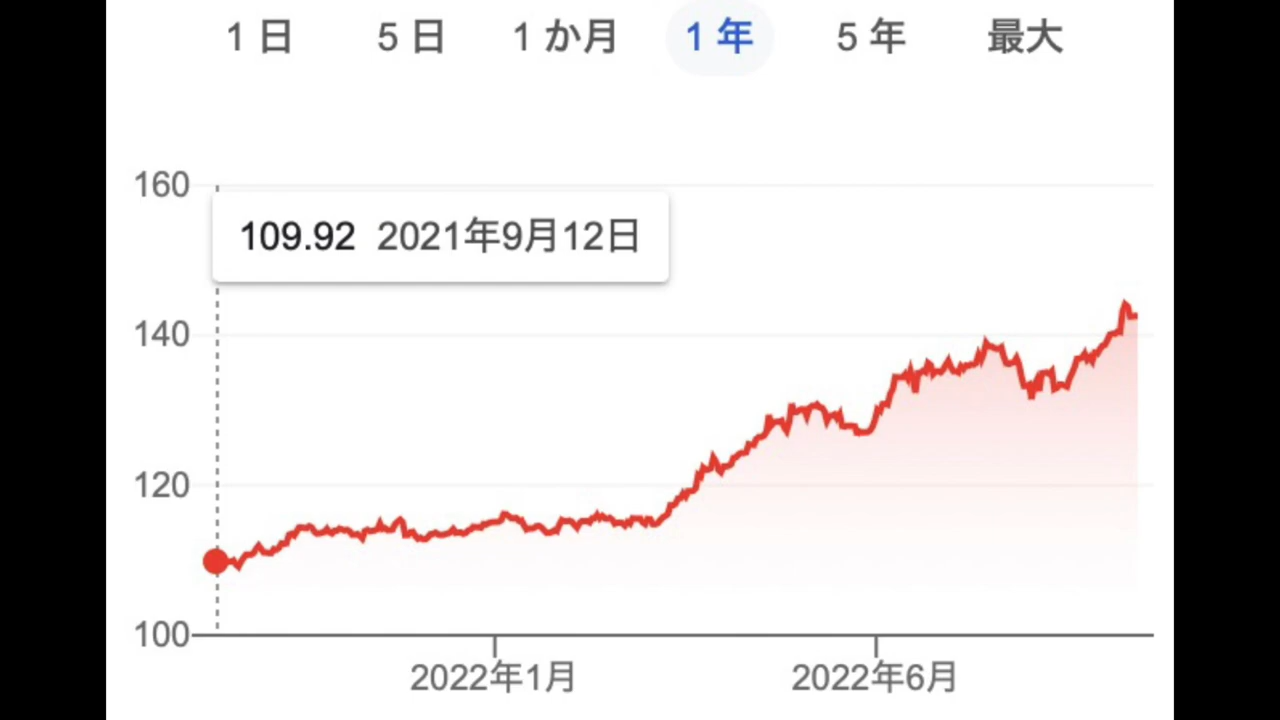 1 日 5 日 1 か月 1 年 5 年 最大
160
109.92 2021年9月12日
140
120
100
2022年1月 2022年6月